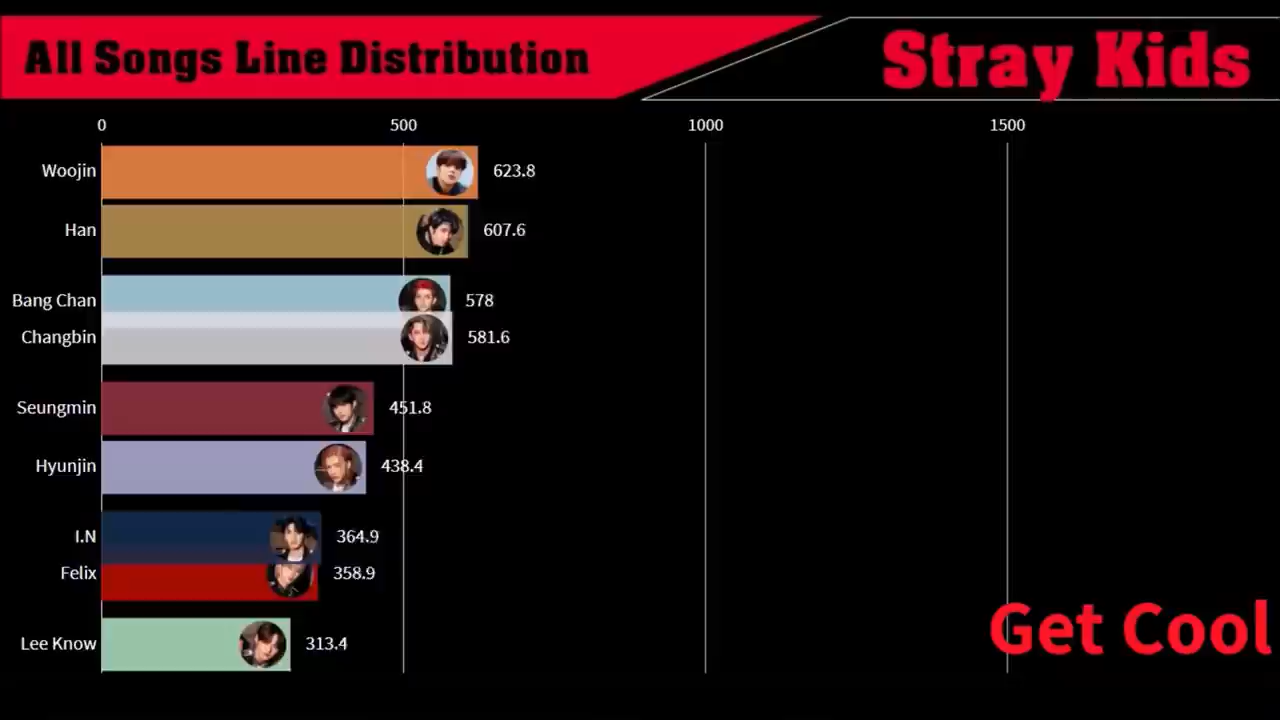 All Songs Line Distribution
Stray Kids
0 500 1000 1500
Woojin 623.8
Han 607.6
Bang Chan 578
Changbin 581.6
Seungmin 451.8
Hyunjin 438.4
I.N 364.9
Felix 358.9
Lee Know 313.4
Get Cool